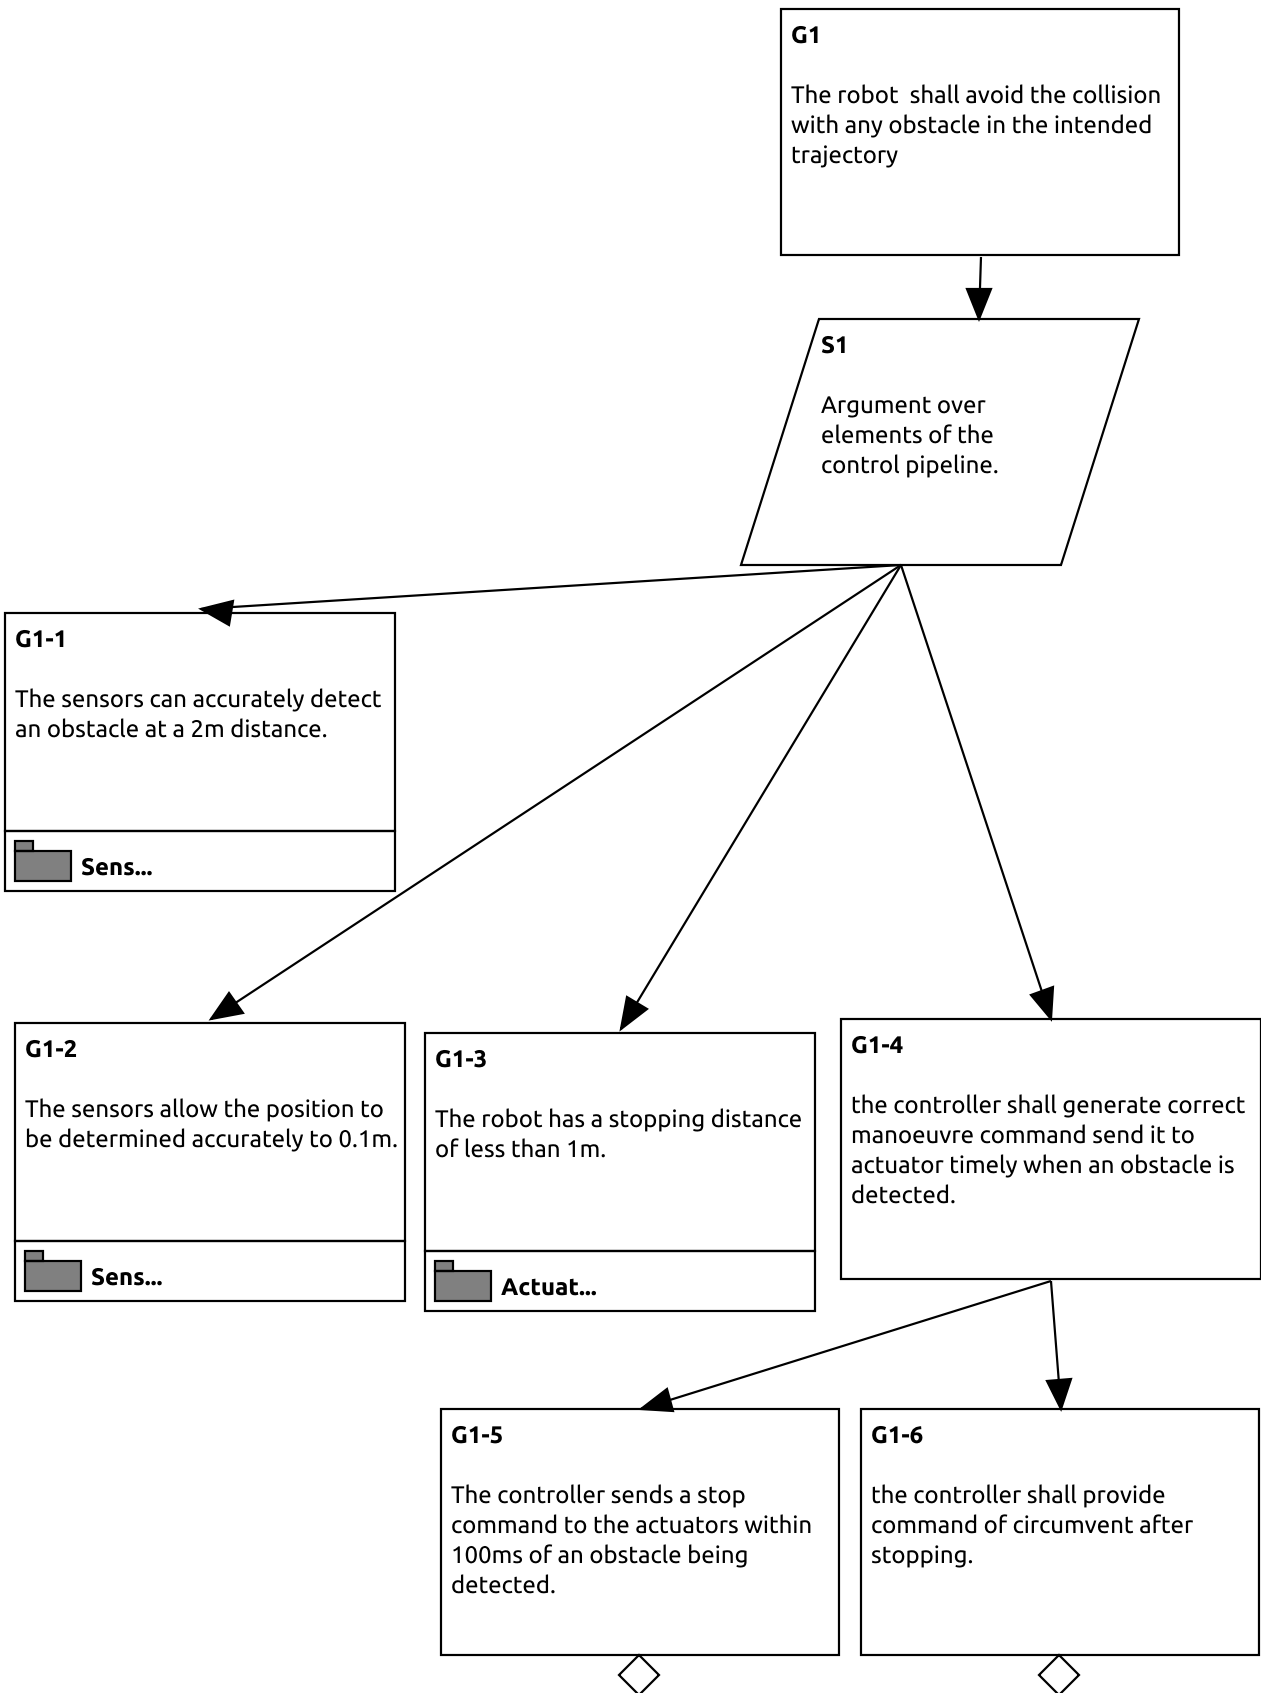 G1
The robot  shall avoid the collision
with any obstacle in the intended
trajectory
S1
Argument over
elements of the
control pipeline.
G1-1
The sensors can accurately detect
an obstacle at a 2m distance.
Sens...
G1-2
The sensors allow the position to
be determined accurately to 0.1m.
Sens...
G1-3
The robot has a stopping distance
of less than 1m.
Actuat...
G1-4
the controller shall generate correct
manoeuvre command send it to
actuator timely when an obstacle is
detected.
G1-5
The controller sends a stop
command to the actuators within
100ms of an obstacle being
detected.
G1-6
the controller shall provide
command of circumvent after
stopping.